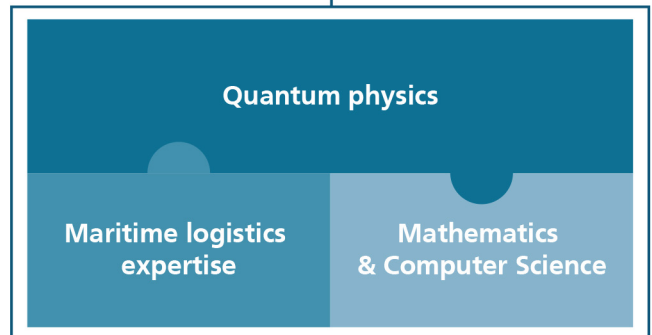 Quantum physics
Maritime logistics
expertise
Mathematics
& Computer Science